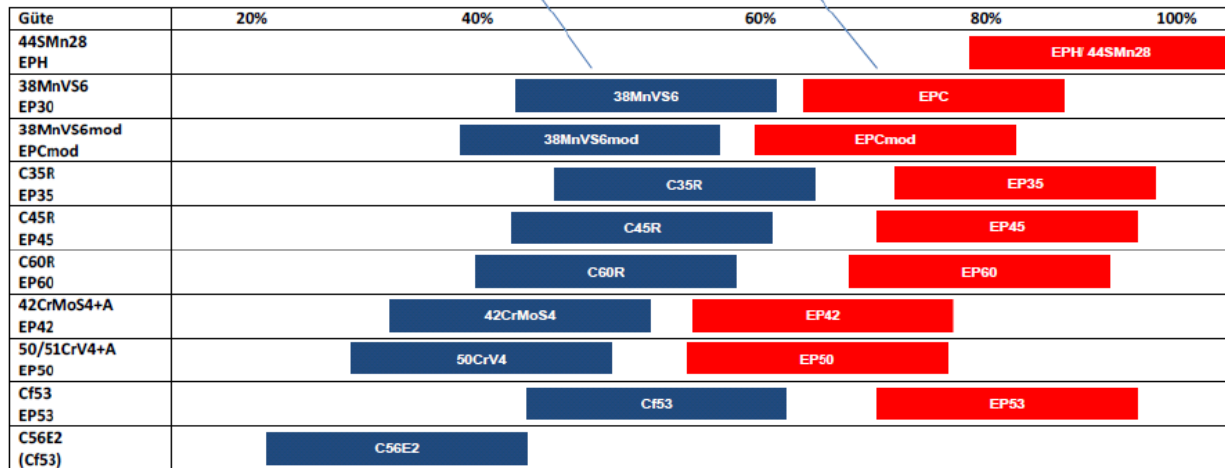 Güte 20% 40% 60% 80% 100%
44SMn28
EPH
EPH/ 44SMn28
38MnVS6
EP30
38MnVS6 EPC
38MnVS6mod
EPCmod
38MnVS6mod EPCmod
C35R
EP35
C35R EP35
C45R
EP45
C45R EP45
C60R
EP60
C60R EP60
42CrMoS4+A
EP42
42CrMoS4 EP42
50/51CrV4+A
EP50
50CrV4 EP50
Cf53
EP53
Cf53 EP53
C56E2
(Cf53)
C56E2